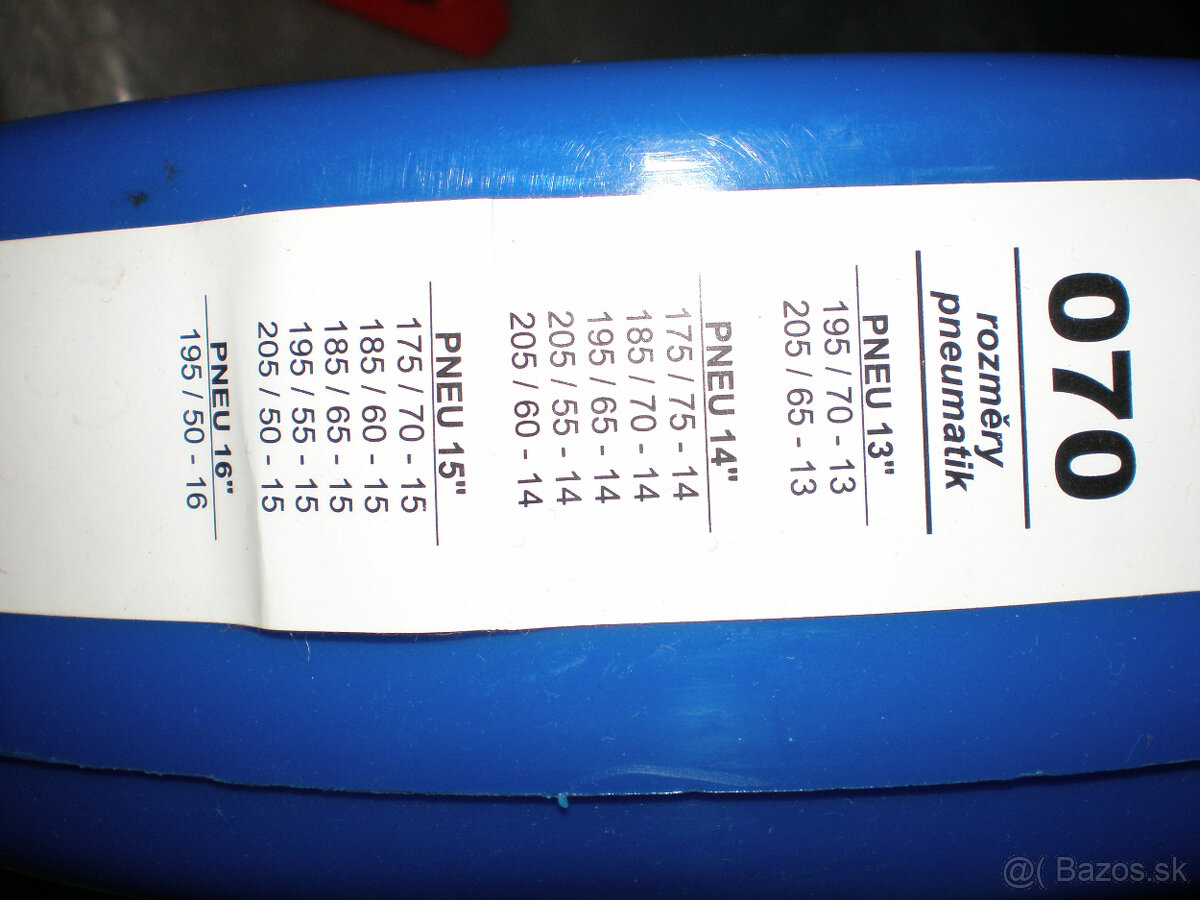 070
rozměry
pneumatik
PNEU 13"
195 / 70 - 13
205 / 65 - 13
PNEU 14"
175 / 75 - 14
185 / 70 - 14
195 / 65 - 14
205 / 55 - 14
205 / 60 - 14
PNEU 15"
175 / 70 - 15
185 / 60 - 15
185 / 65 - 15
195 / 55 - 15
205 / 50 - 15
PNEU 16"
195 / 50 - 16
@( Bazos.sk